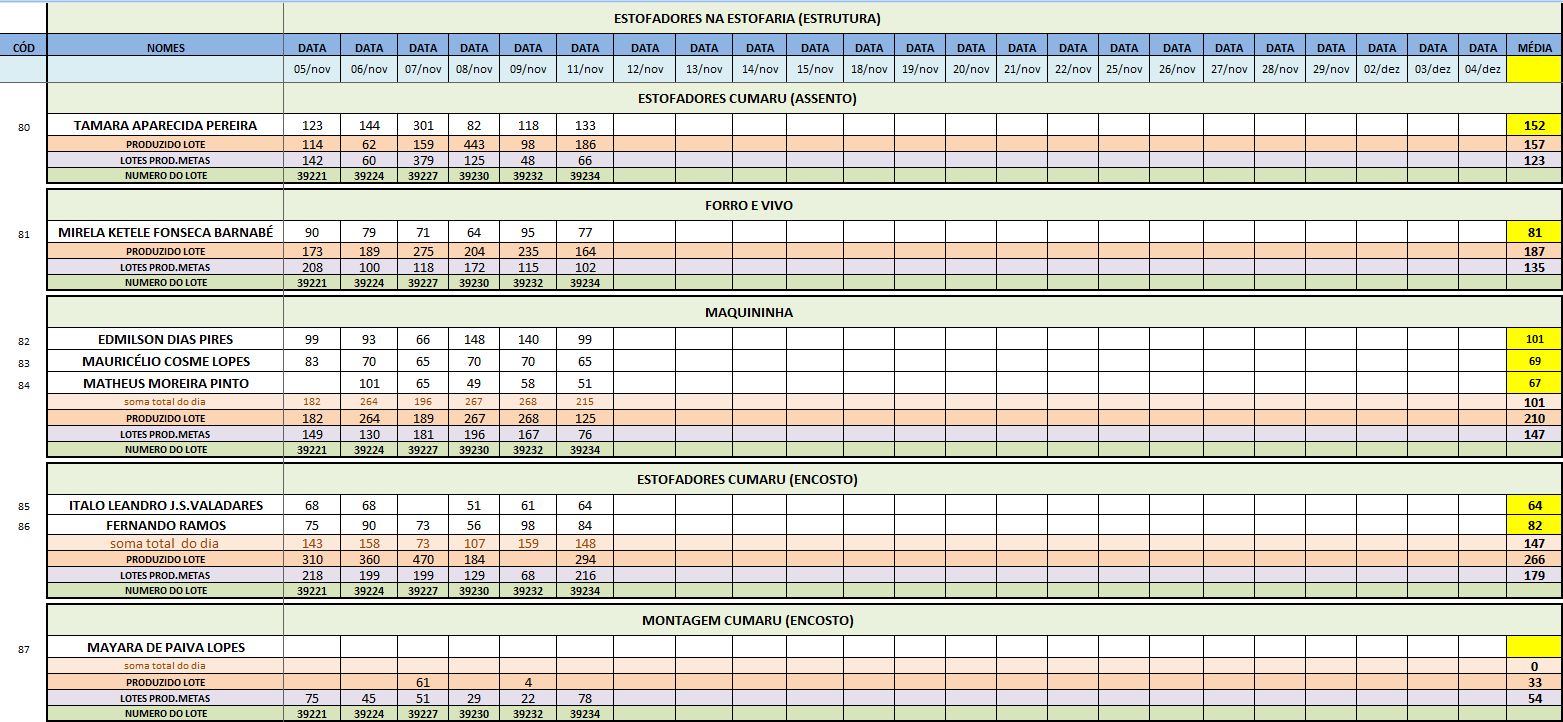 ESTOFADORES NA ESTOFARIA (ESTRUTURA)
CÓD NOMES DATA DATA DATA DATA DATA DATA DATA DATA DATA DATA DATA DATA DATA DATA DATA DATA DATA DATA DATA DATA DATA DATA DATA MÉDIA
05/nov 06/nov 07/nov 08/nov 09/nov 11/nov 12/nov 13/nov 14/nov 15/nov 18/nov 19/nov 20/nov 21/nov 22/nov 25/nov 26/nov 27/nov 28/nov 29/nov 02/dez 03/dez 04/dez
ESTOFADORES CUMARU (ASSENTO)
80 TAMARA APARECIDA PEREIRA 123 144 301 82 118 133 152
PRODUZIDO LOTE 114 62 159 443 98 186 157
LOTES PROD.METAS 142 60 379 125 48 66 123
NUMERO DO LOTE 39221 39224 39227 39230 39232 39234
FORRO E VIVO
81 MIRELA KETELE FONSECA BARNABÉ 90 79 71 64 95 77 81
PRODUZIDO LOTE 173 189 275 204 235 164 187
LOTES PROD.METAS 208 100 118 172 115 102 135
NUMERO DO LOTE 39221 39224 39227 39230 39232 39234
MAQUININHA
82 EDMILSON DIAS PIRES 99 93 66 148 140 99 101
83 MAURICÉLIO COSME LOPES 83 70 65 70 70 65 69
84 MATHEUS MOREIRA PINTO 101 65 49 58 51 67
soma total do dia 182 264 196 267 268 215 101
PRODUZIDO LOTE 182 264 189 267 268 125 210
LOTES PROD.METAS 149 130 181 196 167 76 147
NUMERO DO LOTE 39221 39224 39227 39230 39232 39234
ESTOFADORES CUMARU (ENCOSTO)
85 ITALO LEANDRO J.S.VALADARES 68 68 51 61 64 64
86 FERNANDO RAMOS 75 90 73 56 98 84 82
soma total do dia 143 158 73 107 159 148 147
PRODUZIDO LOTE 310 360 470 184 294 266
LOTES PROD.METAS 218 199 199 129 68 216 179
NUMERO DO LOTE 39221 39224 39227 39230 39232 39234
MONTAGEM CUMARU (ENCOSTO)
87 MAYARA DE PAIVA LOPES
soma total do dia 0
PRODUZIDO LOTE 61 4 33
LOTES PROD.METAS 75 45 51 29 22 78 54
NUMERO DO LOTE 39221 39224 39227 39230 39232 39234